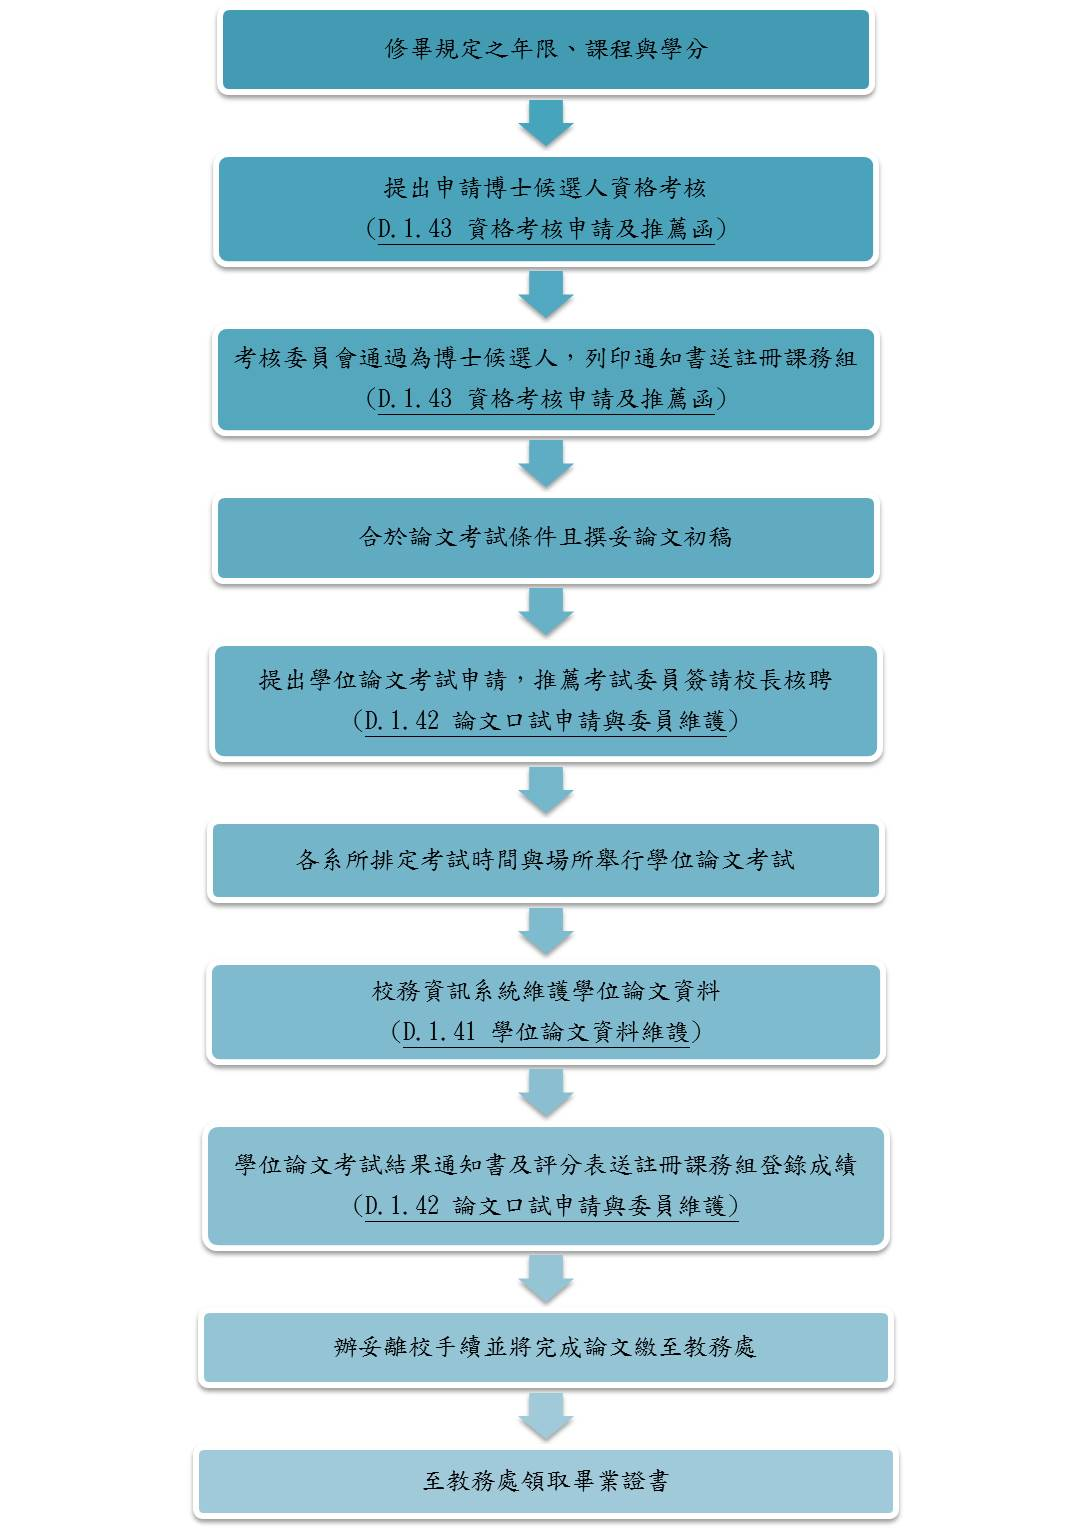 修畢規定之年限、課程與學分
提出申請博士候選人資格考核
(D.1.43 資格考核申請及推薦函)
考核委員會通過為博士候選人，列印通知書送註冊課務組
(D.1.43 資格考核申請及推薦函)
合於論文考試條件且撰妥論文初稿
提出學位論文考試申請，推薦考試委員簽請校長核聘
(D.1.42 論文口試申請與委員維護)
各系所排定考試時間與場所舉行學位論文考試
校務資訊系統維護學位論文資料
(D.1.41 學位論文資料維護)
學位論文考試結果通知書及評分表送註冊課務組登錄成績
(D.1.42 論文口試申請與委員維護)
辦妥離校手續並將完成論文繳至教務處
至教務處領取畢業證書